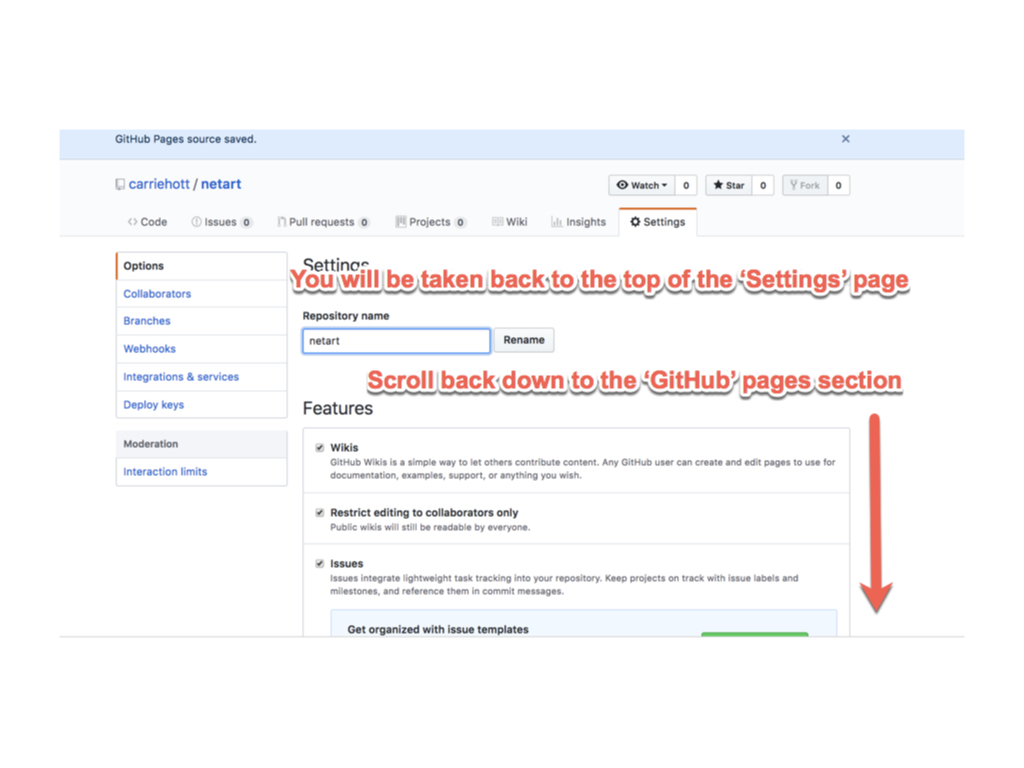 GitHub Pages source saved.
carriehott / netart
Watch 0 Star 0 Fork 0
Code Issues 0 Pull requests 0 Projects 0 Wiki Insights Settings
Options
Collaborators
Branches
Webhooks
Integrations & services
Deploy keys
Moderation
Interaction limits
Settings
You will be taken back to the top of the ‘Settings’ page
Repository name
netart Rename
Scroll back down to the ‘GitHub’ pages section
Features
Wikis
GitHub Wikis is a simple way to let others contribute content. Any GitHub user can create and edit pages to use for
documentation, examples, support, or anything you wish.
Restrict editing to collaborators only
Public wikis will still be readable by everyone.
Issues
Issues integrate lightweight task tracking into your repository. Keep projects on track with issue labels and
milestones, and reference them in commit messages.
Get organized with issue templates